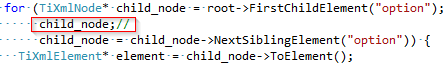 for (TiXmlNode* child_node = root->FirstChildElement("option");
child_node;//
child_node = child_node->NextSiblingElement("option")) {
TiXmlElement* element = child_node->ToElement();